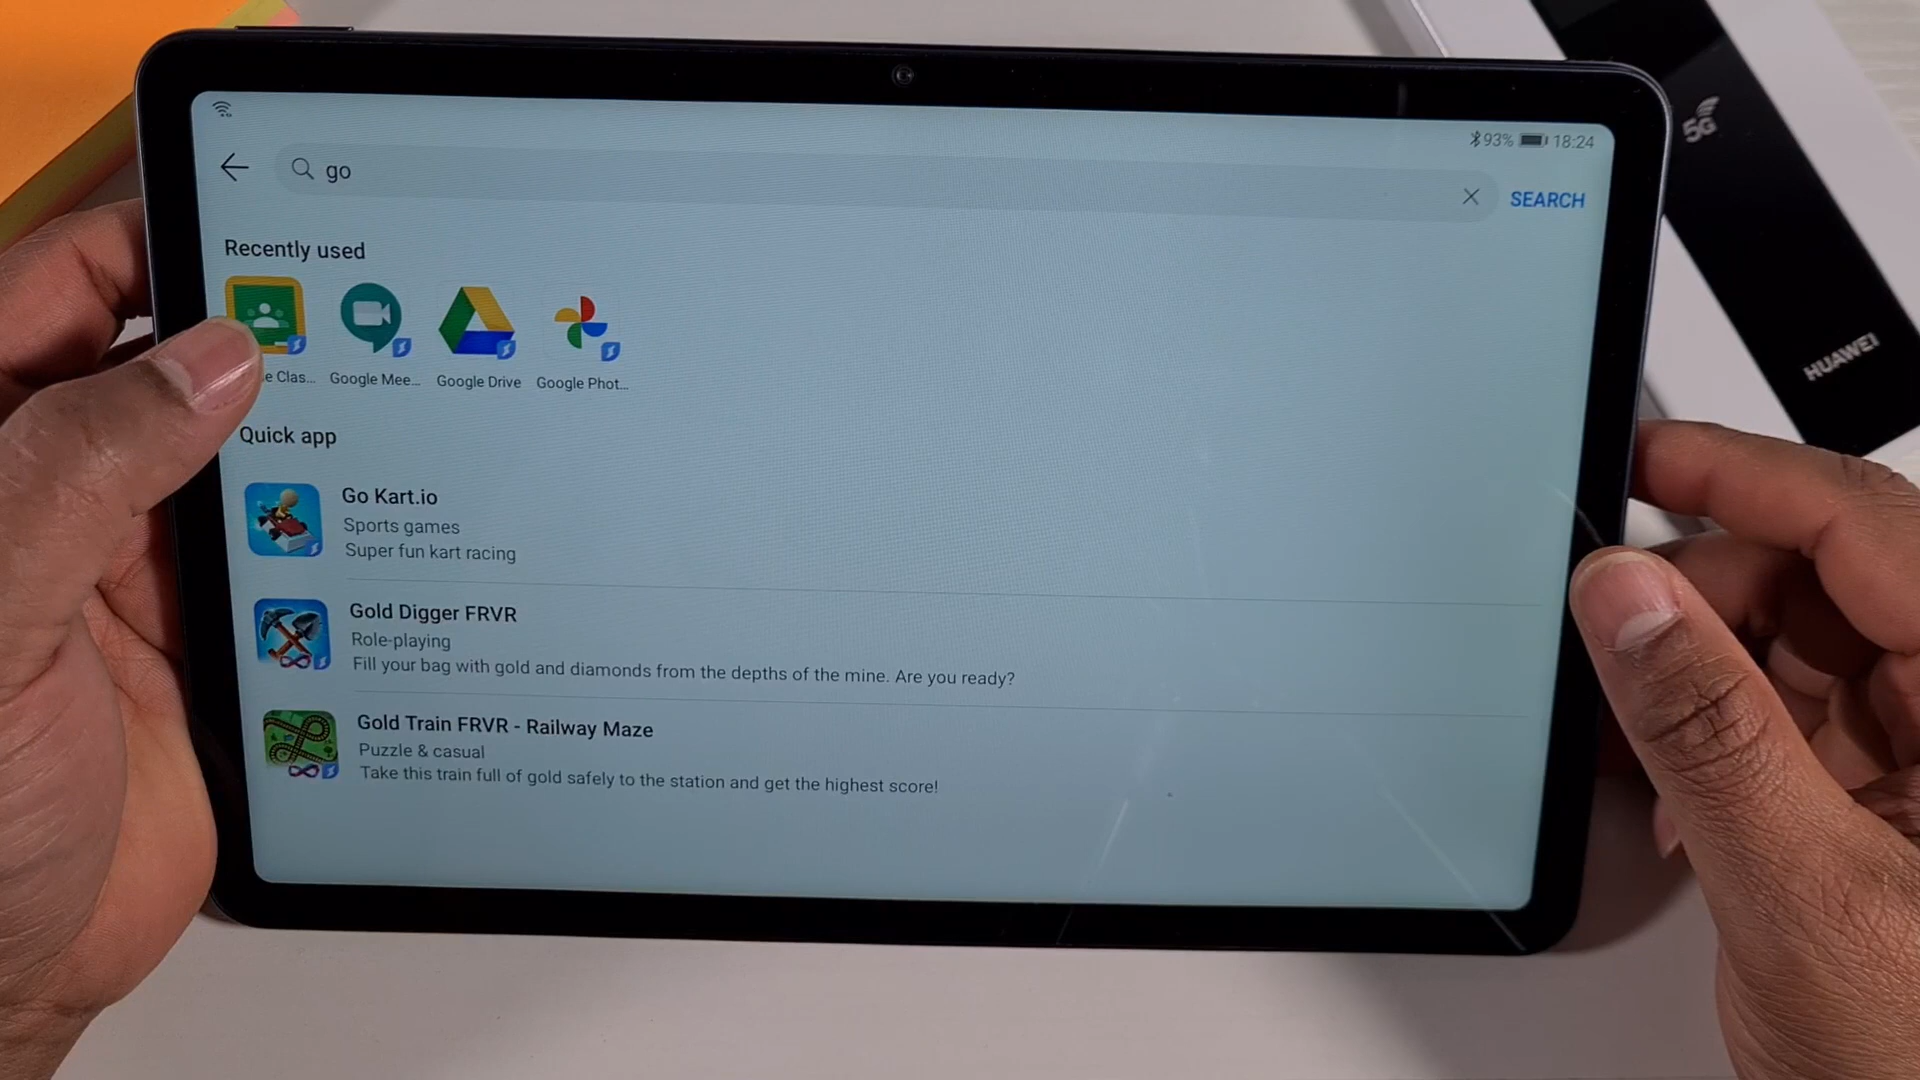 93% 18:24
go
SEARCH
Recently used
e Clas... Google Mee... Google Drive Google Phot...
Quick app
Go Kart.io
Sports games
Super fun kart racing
Gold Digger FRVR
Role-playing
Fill your bag with gold and diamonds from the depths of the mine. Are you ready?
Gold Train FRVR - Railway Maze
Puzzle & casual
Take this train full of gold safely to the station and get the highest score!
5G
HUAWEI